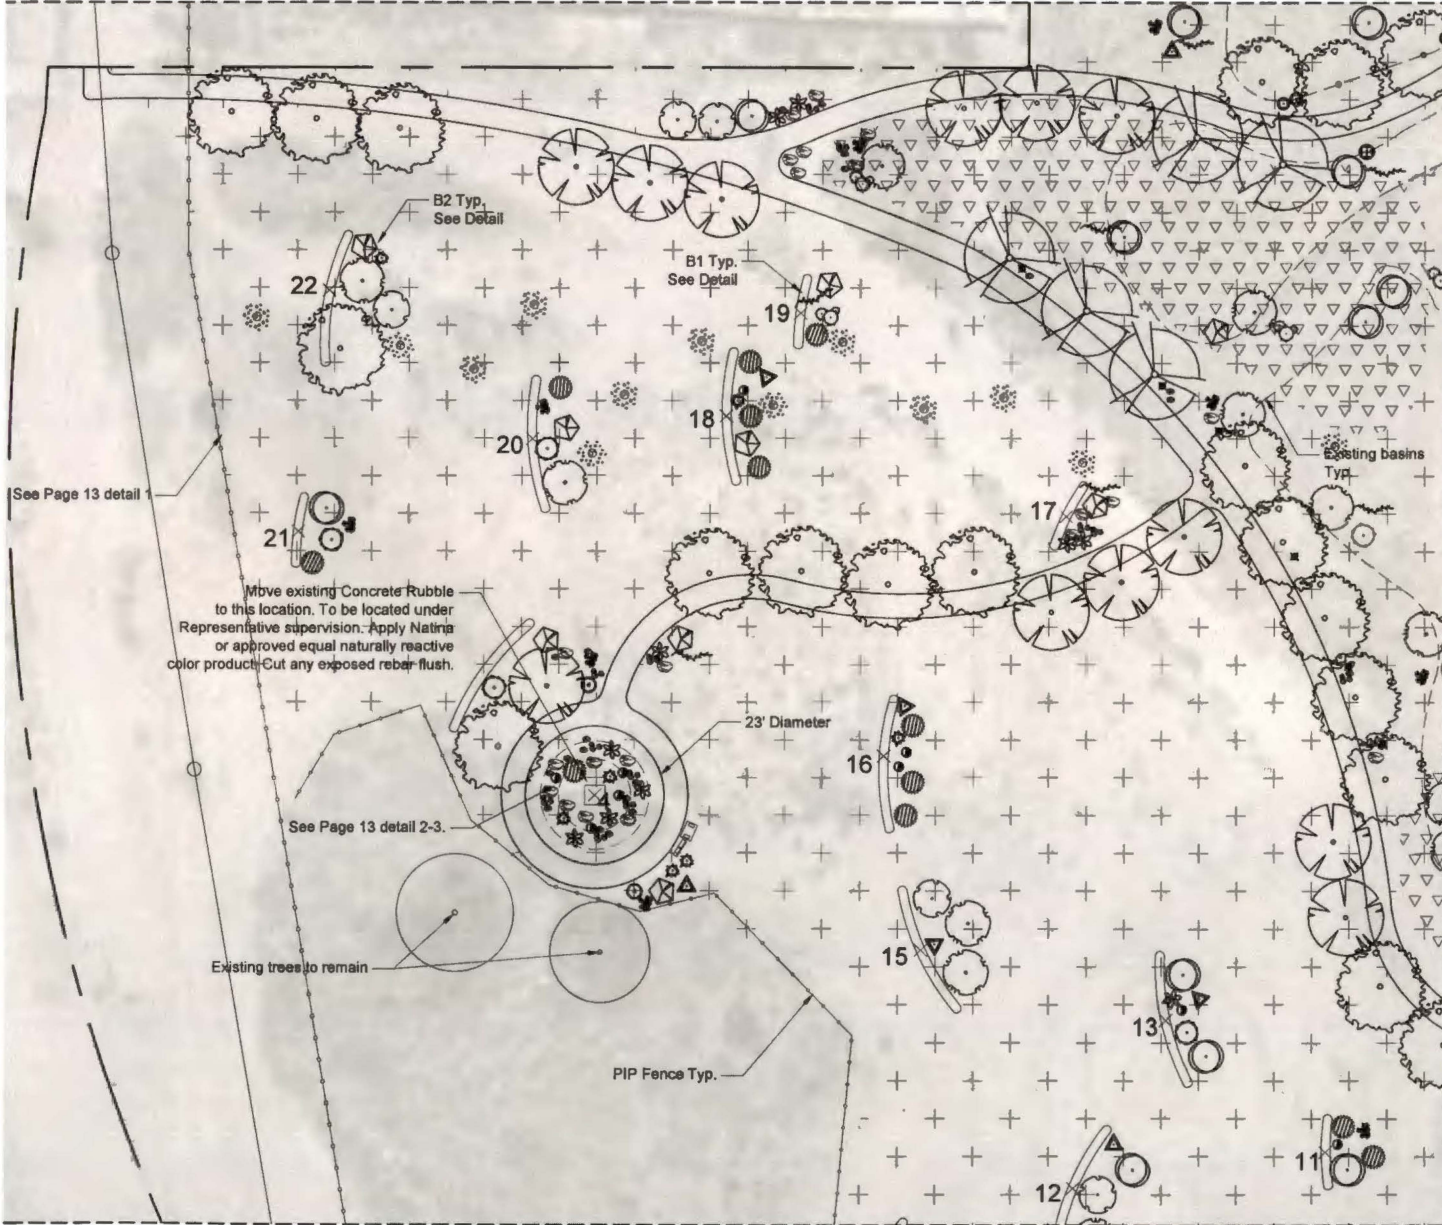 B2 Typ.
See Detail
B1 Typ.
See Detail
22
19
18
20
Existing basins
Typ.
See Page 13 detail 1
17
21
Move existing Concrete Rubble
to this location. To be located under
Representative supervision. Apply Natina
or approved equal naturally reactive
color product. Cut any exposed rebar flush.
23' Diameter
16
4
See Page 13 detail 2-3.
15
Existing trees to remain
13
PIP Fence Typ.
11
12